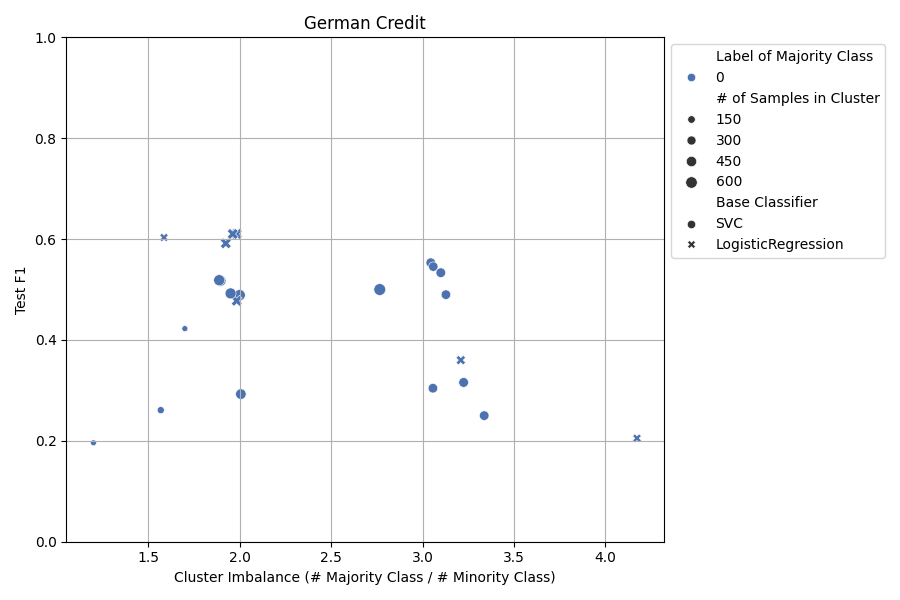 German Credit
1.0
0.8
0.6
0.4
0.2
0.0
Test F1
1.5
2.0
2.5
3.0
3.5
4.0
Cluster Imbalance (# Majority Class / # Minority Class)
Label of Majority Class
0
# of Samples in Cluster
150
300
450
600
Base Classifier
SVC
LogisticRegression